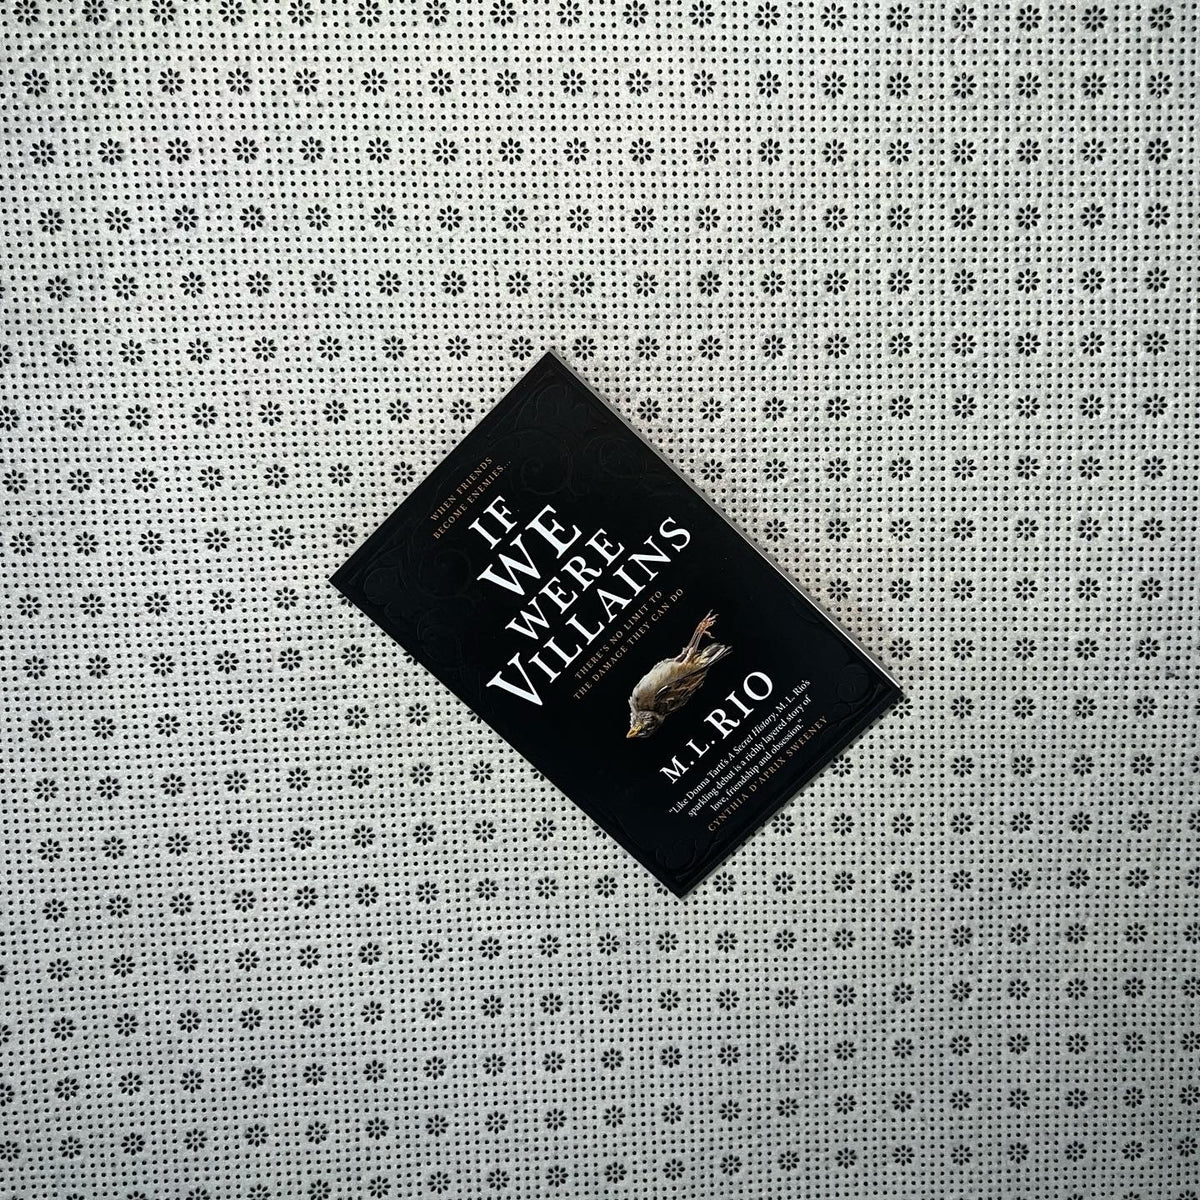 WHEN FRIENDS
BECOME ENEMIES...
IF
WE
WERE
VILLAINS
THERE'S NO LIMIT TO
THE DAMAGE THEY CAN DO
M. L. RIO
"Like Donna Tartt's A Secret History, M. L. Rio's
sparkling debut is a richly layered story of
love, friendship and obsession."
CYNTHIA D'APRIX SWEENEY